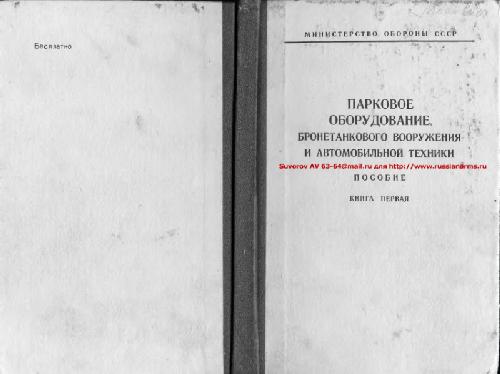 Бесплатно
МИНИСТЕРСТВО ОБОРОНЫ СССР
ПАРКОВОЕ
ОБОРУДОВАНИЕ,
БРОНЕТАНКОВОГО ВООРУЖЕНИЯ
И АВТОМОБИЛЬНОЙ ТЕХНИКИ
Suvorov AV 63-64@mail.ru для http://www.russianarms.ru
ПОСОБИЕ
КНИГА ПЕРВАЯ